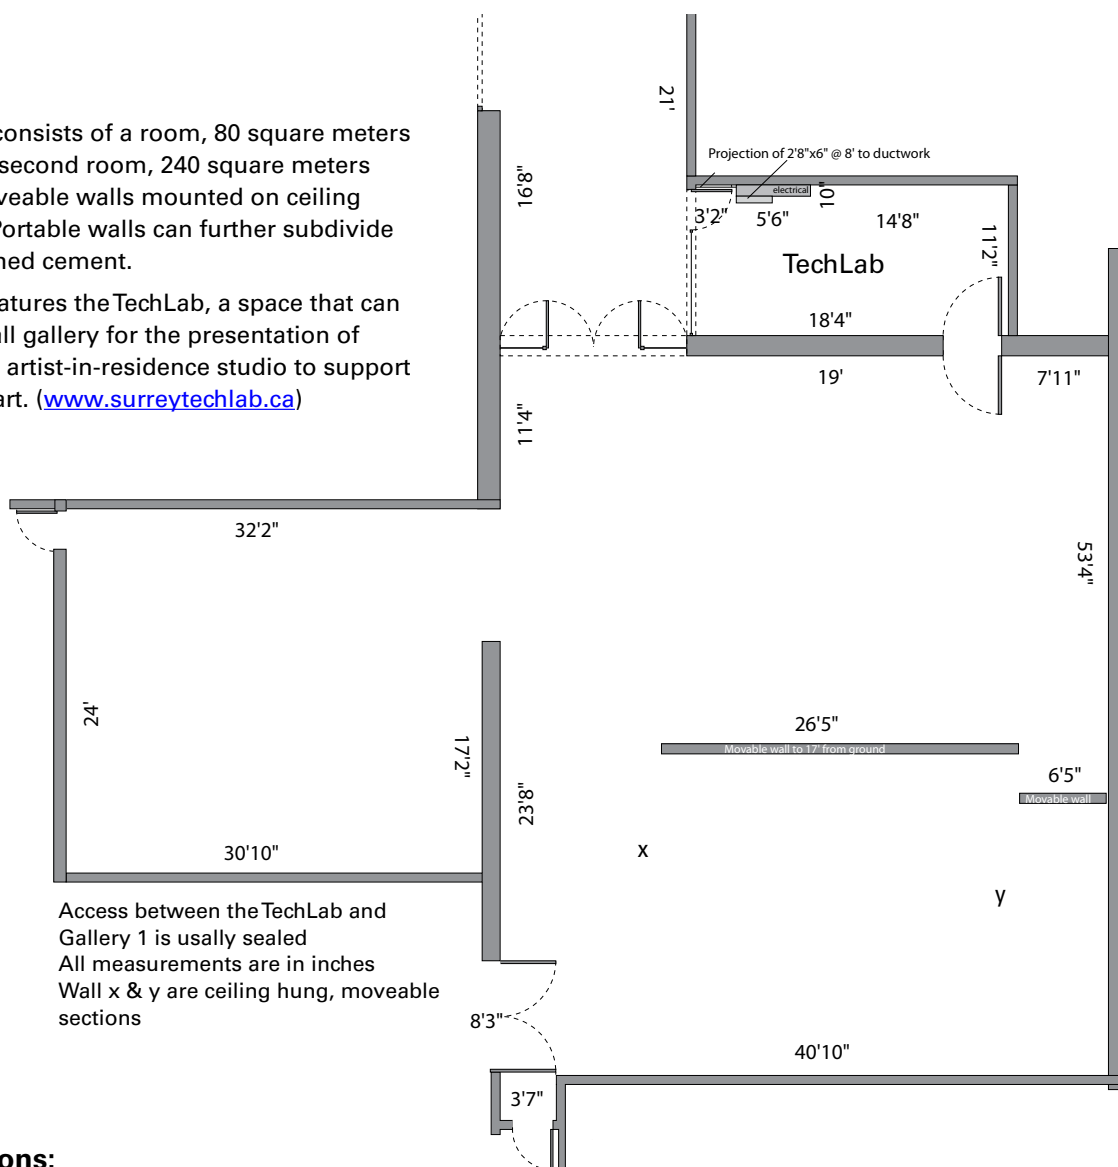 consists of a room, 80 square meters
second room, 240 square meters
veable walls mounted on ceiling
Portable walls can further subdivide
ned cement.
atures the TechLab, a space that can
all gallery for the presentation of
artist-in-residence studio to support
art. (www.surreytechlab.ca)
21'
16'8"
Projection of 2'8"x6" @ 8' to ductwork
electrical
10'
3'2"
5'6"
14'8"
11'2"
TechLab
18'4"
19'
7'11"
11'4"
32'2"
53'4"
24'
17'2"
23'8"
26'5"
Movable wall to 17' from ground
6'5"
Movable wall
x
y
30'10"
Access between the TechLab and
Gallery 1 is usally sealed
All measurements are in inches
Wall x & y are ceiling hung, moveable
sections
8'3"
40'10"
3'7"
ons: